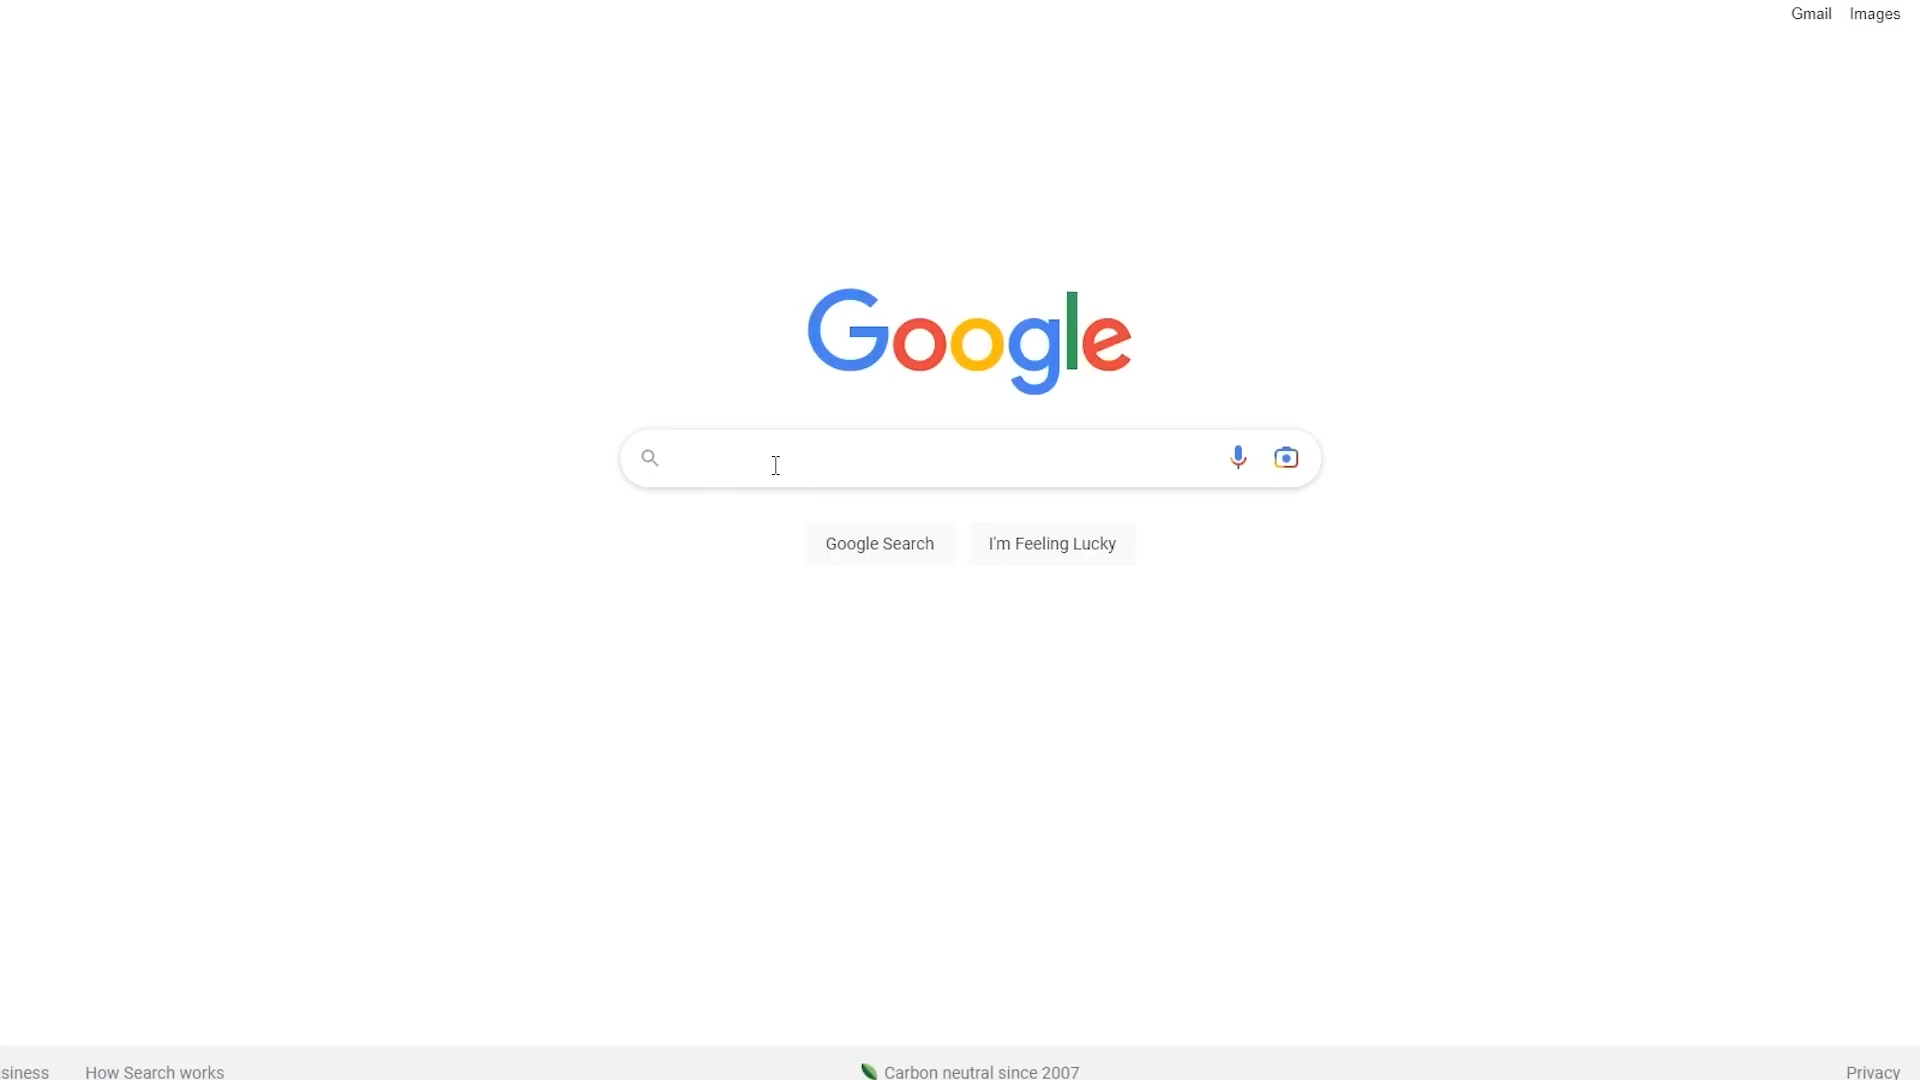 Gmail Images
Google
Google Search I'm Feeling Lucky
siness How Search works Carbon neutral since 2007 Privacy